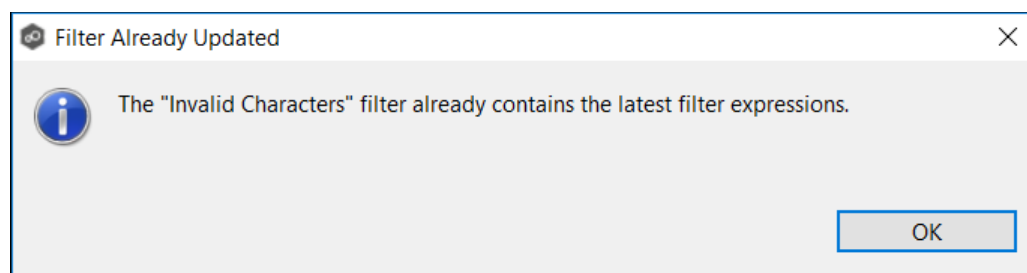 Filter Already Updated
The "Invalid Characters" filter already contains the latest filter expressions.
OK